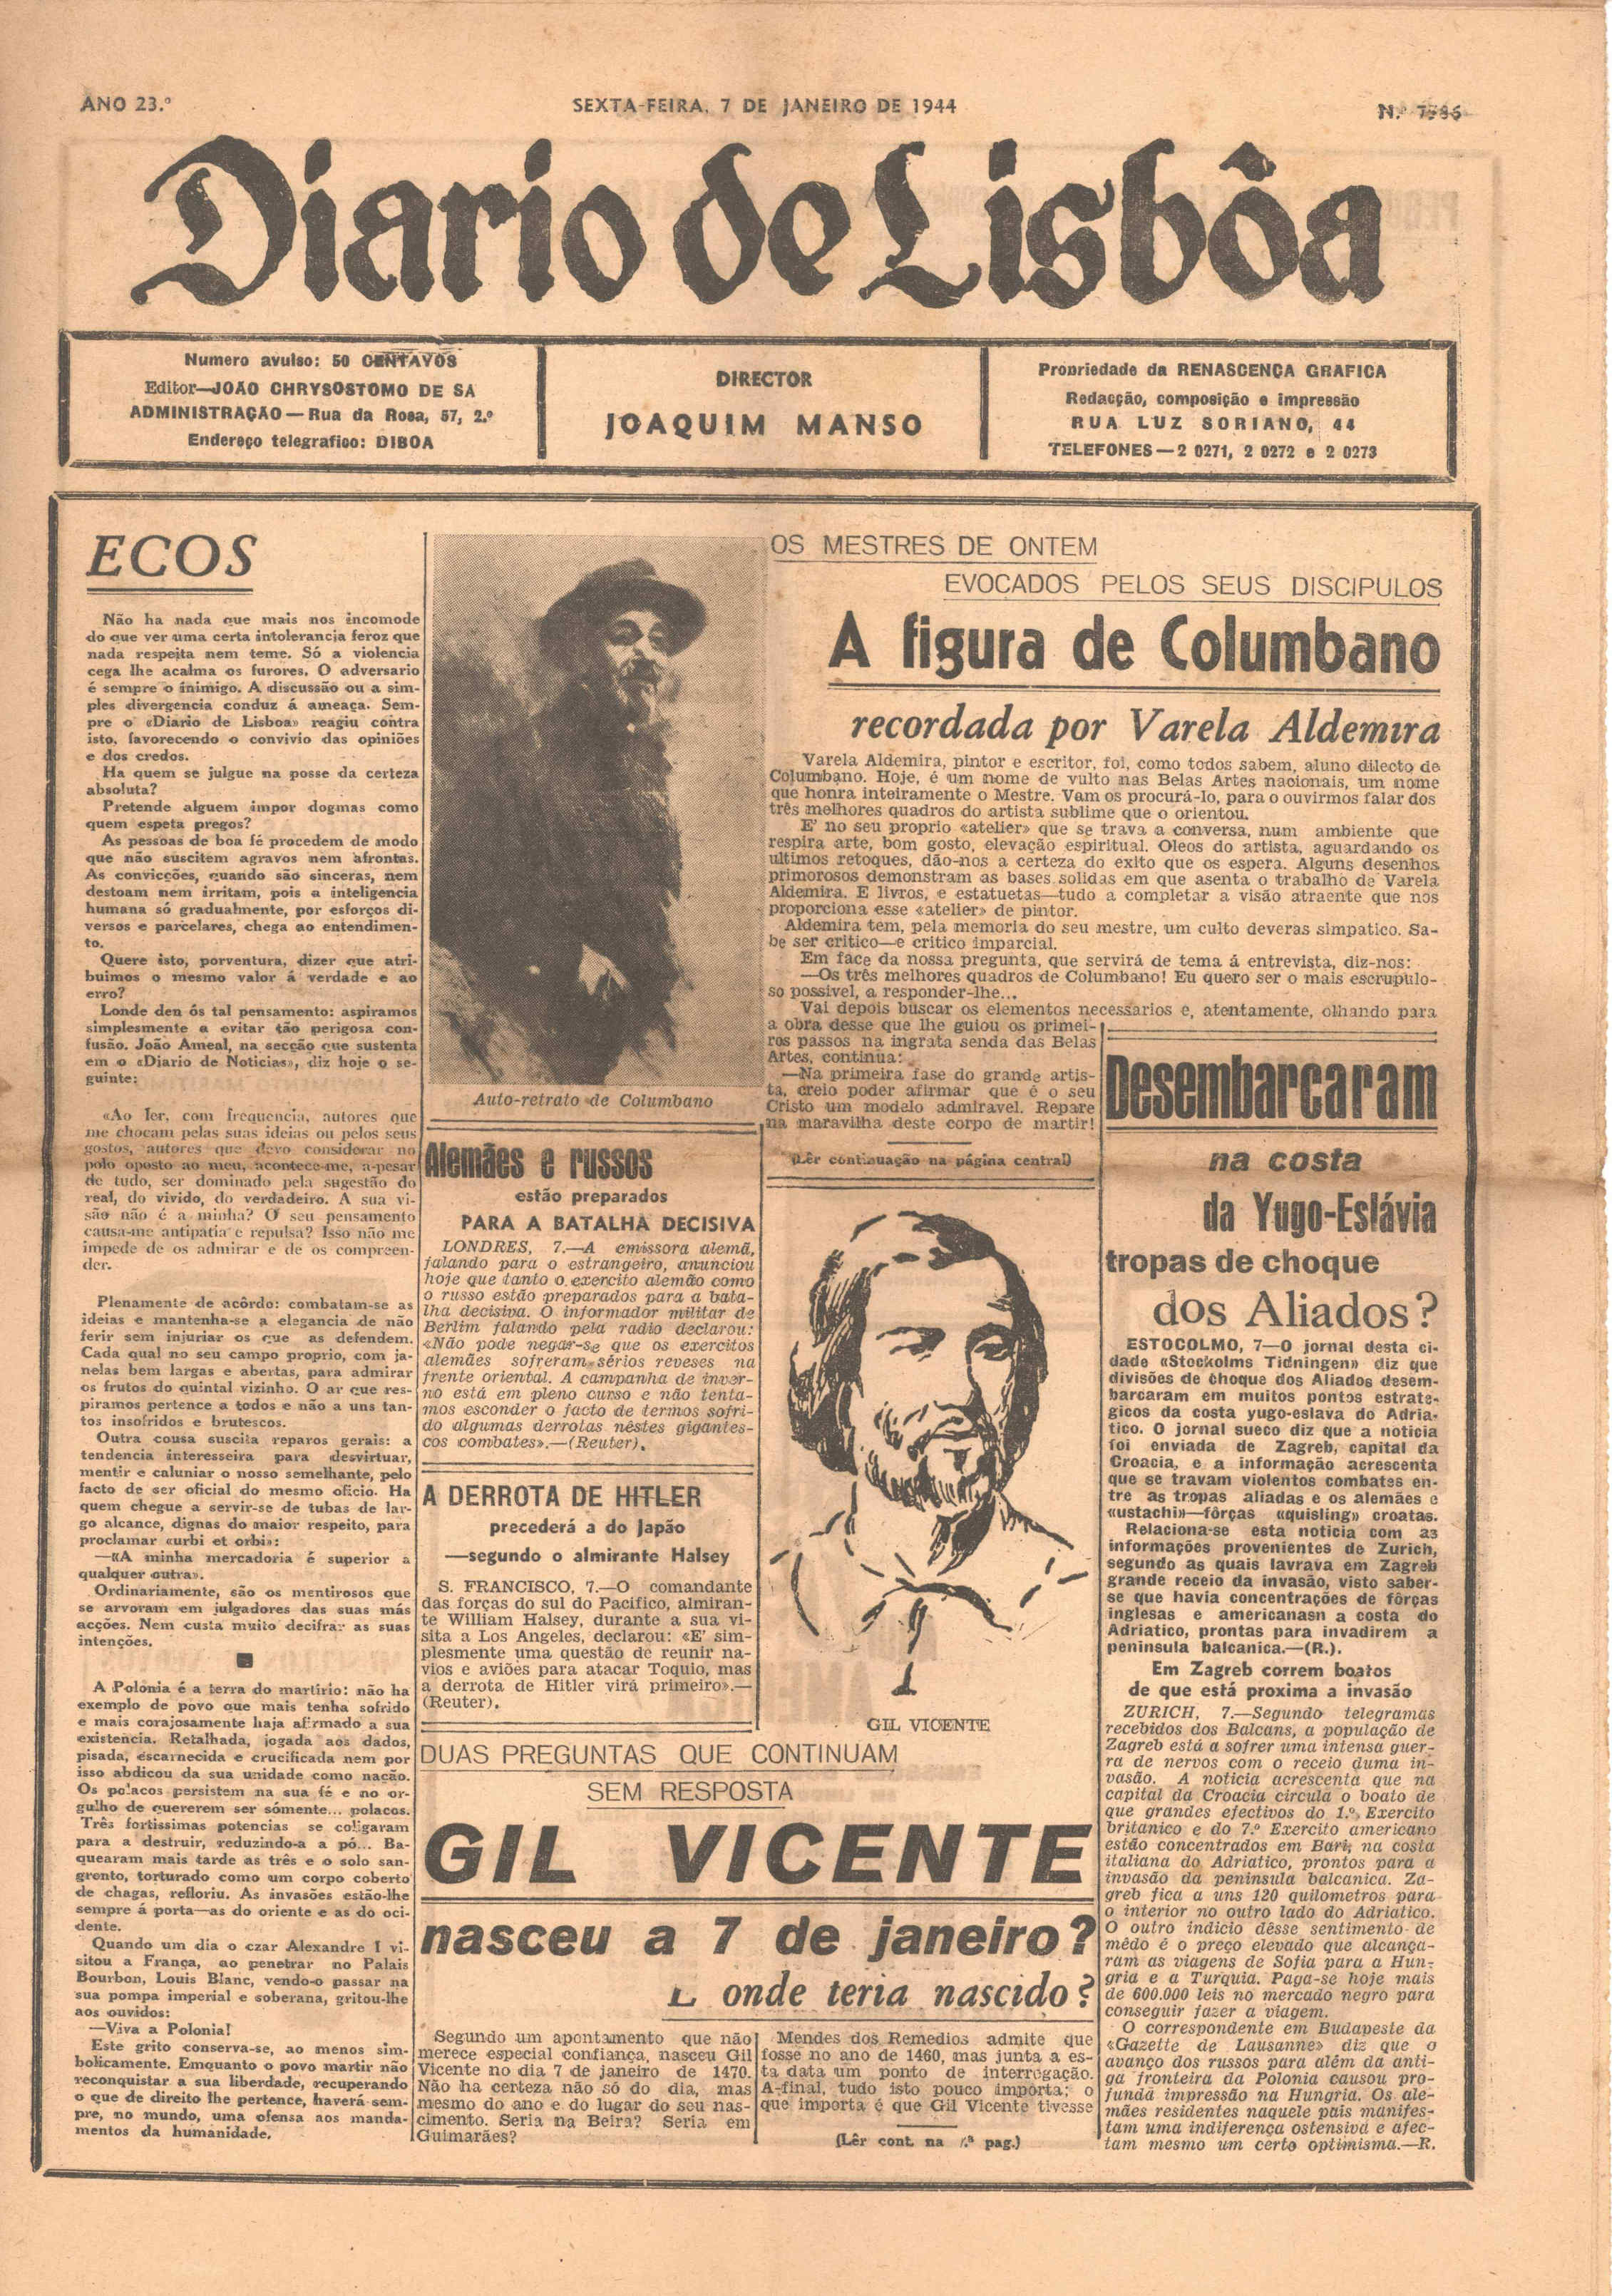 ANO 23.º
SEXTA-FEIRA, 7 DE JANEIRO DE 1944
N.º
Diario de Lisbôa
Numero avulso: 50 CENTAVOS
Editor—JOÃO CHRYSOSTOMO DE SA
ADMINISTRAÇÃO — Rua da Rosa, 57, 2.º
Endereço telegrafico: DIBOA
DIRECTOR
JOAQUIM MANSO
Propriedade da RENASCENÇA GRAFICA
Redacção, composição e impressão
RUA LUZ SORIANO, 44
TELEFONES — 2 0271, 2 0272 e 2 0273
ECOS
Não ha nada que mais nos incomode
do que ver uma certa intolerancia feroz que
nada respeita nem teme. Só a violencia
cega lhe acalma os furores. O adversario
é sempre o inimigo. A discussão ou a sim-
ples divergencia conduz á ameaça. Sem-
pre o «Diario de Lisboa» reagiu contra
isto, favorecendo o convivio das opiniões
e dos credos.
Ha quem se julgue na posse da certeza
absoluta?
Pretende alguem impor dogmas como
quem espeta pregos?
As pessoas de boa fé procedem de modo
que não suscitem agravos nem afrontas.
As convicções, quando são sinceras, nem
destoam nem irritam, pois a inteligencia
humana só gradualmente, por esforços di-
versos e parcelares, chega ao entendimen-
to.
Quere isto, porventura, dizer que atri-
buimos o mesmo valor á verdade e ao
erro?
Londe den ós tal pensamento: aspiramos
simplesmente a evitar tão perigosa con-
fusão. João Ameal, na secção que sustenta
em o «Diario de Noticias», diz hoje o se-
guinte:
«Ao ler, com frequencia, autores que
me chocam pelas suas ideias ou pelos seus
gostos, autores que devo considerar no
polo oposto ao meu, acontece-me, a-pesar
de tudo, ser dominado pela sugestão do
real, do vivido, do verdadeiro. A sua vi-
são não é a minha? O seu pensamento
causa-me antipatia e repulsa? Isso não me
impede de os admirar e de os compreen-
der.
Plenamente de acôrdo: combatam-se as
ideias e mantenha-se a elegancia de não
ferir sem injuriar os que as defendem.
Cada qual no seu campo proprio, com ja-
nelas bem largas e abertas, para admirar
os frutos do quintal vizinho. O ar que res-
piramos pertence a todos e não a uns tan-
tos insofridos e brutescos.
Outra cousa suscita reparos gerais: a
tendencia interesseira para desvirtuar,
mentir e caluniar o nosso semelhante, pelo
facto de ser oficial do mesmo oficio. Ha
quem chegue a servir-se de tubas de lar-
go alcance, dignas do maior respeito, para
proclamar «urbi et orbi»:
—«A minha mercadoria é superior a
qualquer outra».
Ordinariamente, são os mentirosos que
se arvoram em julgadores das suas más
acções. Nem custa muito decifrar as suas
intenções.
A Polónia é a terra do martirio: não ha
exemplo de povo que mais tenha sofrido
e mais corajosamente haja afirmado a sua
existencia. Retalhada, jogada aos dados,
pisada, escarnecida e crucificada nem por
isso abdicou da sua unidade como nação.
Os polacos persistem na sua fé e no or-
gulho de quererem ser sómente... polacos.
Três fortissimas potencias se coligaram
para a destruir, reduzindo-a a pó... Ba-
quearam mais tarde as três e o solo san-
grento, torturado como um corpo coberto
de chagas, refloriu. As invasões estão-lhe
sempre á porta—as do oriente e as do oci-
dente.
Quando um dia o czar Alexandre I vi-
sitou a França, ao penetrar no Palais
Bourbon, Louis Blanc, vendo-o passar na
sua pompa imperial e soberana, gritou-lhe
aos ouvidos:
—Viva a Polonia!
Este grito conserva-se, ao menos sim-
bolicamente. Emquanto o povo martir não
reconquistar a sua liberdade, recuperando
o que de direito lhe pertence, haverá sem-
pre, no mundo, uma ofensa aos manda-
mentos da humanidade.
Auto-retrato de Columbano
OS MESTRES DE ONTEM
EVOCADOS PELOS SEUS DISCIPULOS
A figura de Columbano
recordada por Varela Aldemira
Varela Aldemira, pintor e escritor, foi, como todos sabem, aluno dilecto de
Columbano. Hoje, é um nome de vulto nas Belas Artes nacionais, um nome
que honra inteiramente o Mestre. Vam os procurá-lo, para o ouvirmos falar dos
três melhores quadros do artista sublime que o orientou.
E' no seu proprio «atelier» que se trava a conversa, num ambiente que
respira arte, bom gosto, elevação espiritual. Oleos do artista, aguardando os
ultimos retoques, dão-nos a certeza do exito que os espera. Alguns desenhos
primorosos demonstram as bases solidas em que asenta o trabalho de Varela
Aldemira. E livros, e estatuetas—tudo a completar a visão atraente que nos
proporciona esse «atelier» de pintor.
Aldemira tem, pela memoria do seu mestre, um culto deveras simpatico. Sa-
be ser critico—e critico imparcial.
Em face da nossa pregunta, que servirá de tema á entrevista, diz-nos:
—Os três melhores quadros de Columbano! Eu quero ser o mais escrupulo-
so possivel, a responder-lhe...
Vai depois buscar os elementos necessarios e, atentamente, olhando para
a obra desse que lhe guiou os primei-
ros passos na ingrata senda das Belas
Artes, continua:
—Na primeira fase do grande artis-
ta, creio poder afirmar que é o seu
Cristo um modelo admiravel. Repare
na maravilha deste corpo de martir!
(Lêr continuação na página central)
Alemães e russos
estão preparados
PARA A BATALHA DECISIVA
LONDRES, 7.—A emissora alemã,
falando para o estrangeiro, anunciou
hoje que tanto o exercito alemão como
o russo estão preparados para a bata-
lha decisiva. O informador militar de
Berlim falando pela radio declarou:
«Não pode negar-se que os exercitos
alemães sofreram sérios reveses na
frente oriental. A campanha de inver-
no está em pleno curso e não tenta-
mos esconder o facto de termos sofri-
do algumas derrotas nêstes gigantes-
cos combates».—(Reuter).
A DERROTA DE HITLER
precederá a do Japão
—segundo o almirante Halsey
S. FRANCISCO, 7.—O comandante
das forças do sul do Pacifico, almiran-
te William Halsey, durante a sua vi-
sita a Los Angeles, declarou: «E' sim-
plesmente uma questão de reunir na-
vios e aviões para atacar Toquio, mas
a derrota de Hitler virá primeiro».—
(Reuter).
GIL VICENTE
DUAS PREGUNTAS QUE CONTINUAM
SEM RESPOSTA
GIL VICENTE
nasceu a 7 de janeiro?
E onde teria nascido?
Segundo um apontamento que não
merece especial confiança, nasceu Gil
Vicente no dia 7 de janeiro de 1470.
Não ha certeza não só do dia, mas
mesmo do ano e do lugar do seu nas-
cimento. Seria na Beira? Seria em
Guimarães?
Mendes dos Remedios admite que
fosse no ano de 1460, mas junta a es-
ta data um ponto de interrogação.
A-final, tudo isto pouco importa; o
que importa é que Gil Vicente tivesse
(Lêr cont. na pag.)
Desembarcaram
na costa
da Yugo-Eslávia
tropas de choque
dos Aliados?
ESTOCOLMO, 7—O jornal desta ci-
dade «Stockolms Tidningen» diz que
divisões de choque dos Aliados desem-
barcaram em muitos pontos estrate-
gicos da costa yugo-eslava do Adria-
tico. O jornal sueco diz que a noticia
foi enviada de Zagreb, capital da
Croacia, e a informação acrescenta
que se travam violentos combates en-
tre as tropas aliadas e os alemães e
«ustachi»—fôrças «quisling» croatas.
Relaciona-se esta noticia com as
informações provenientes de Zurich,
segundo as quais lavrava em Zagreb
grande receio da invasão, visto saber-
se que havia concentrações de fôrças
inglesas e americanasn a costa do
Adriatico, prontas para invadirem a
peninsula balcanica.—(R.).
Em Zagreb correm boatos
de que está proxima a invasão
ZURICH, 7.—Segundo telegramas
recebidos dos Balcans, a população de
Zagreb está a sofrer uma intensa guer-
ra de nervos com o receio duma in-
vasão. A noticia acrescenta que na
capital da Croacia circula o boato de
que grandes efectivos do 1.º Exercito
britanico e do 7.º Exercito americano
estão concentrados em Bari, na costa
italiana do Adriatico, prontos para a
invasão da peninsula balcanica. Za-
greb fica a uns 120 quilometros para
o interior no outro lado do Adriatico.
O outro indicio dêsse sentimento de
mêdo é o preço elevado que alcança-
ram as viagens de Sofia para a Hun-
gria e a Turquia. Paga-se hoje mais
de 600.000 leis no mercado negro para
conseguir fazer a viagem.
O correspondente em Budapeste da
«Gazette de Lausanne» diz que o
avanço dos russos para além da anti-
ga fronteira da Polonia causou pro-
funda impressão na Hungria. Os ale-
mães residentes naquele pais manifes-
tam uma indiferença ostensiva e afec-
tam mesmo um certo optimisma.—R.